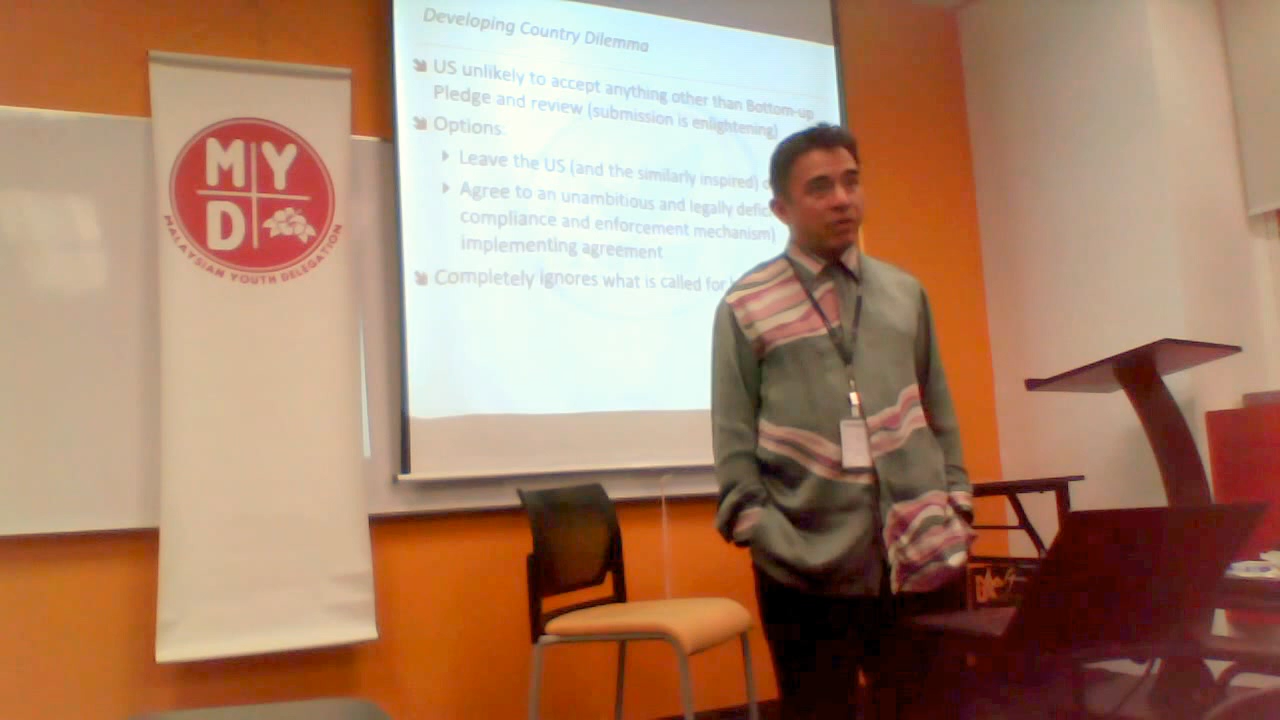 MY
D
MALAYSIAN YOUTH DELEGATION
Developing Country Dilemma
US unlikely to accept anything other than Bottom-up
Pledge and review (submission is enlightening)
Options:
Leave the US (and the similarly inspired)
Agree to an unambitious and legally
compliance and enforcement mechanism)
implementing agreement
Completely ignores what is called for